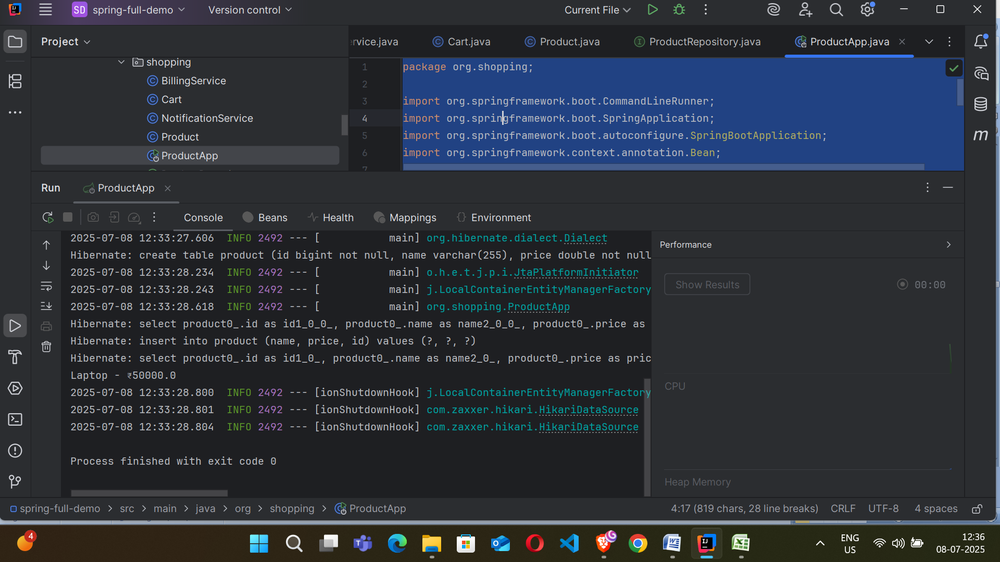 SD spring-full-demo Version control Current File
Project
rvice.java Cart.java Product.java ProductRepository.java ProductApp.java
shopping
BillingService
Cart
NotificationService
Product
ProductApp
1 package org.shopping;
2
3 import org.springframework.boot.CommandLineRunner;
4 import org.springframework.boot.SpringApplication;
5 import org.springframework.boot.autoconfigure.SpringBootApplication;
6 import org.springframework.context.annotation.Bean;
7
Run ProductApp
Console Beans Health Mappings Environment
2025-07-08 12:33:27.606 INFO 2492 --- [ main] org.hibernate.dialect.Dialect
Hibernate: create table product (id bigint not null, name varchar(255), price double not null
2025-07-08 12:33:28.234 INFO 2492 --- [ main] o.h.e.t.j.p.i.JtaPlatformInitiator
2025-07-08 12:33:28.243 INFO 2492 --- [ main] j.LocalContainerEntityManagerFactory
2025-07-08 12:33:28.618 INFO 2492 --- [ main] org.shopping.ProductApp
Hibernate: select product0_.id as id1_0_0_, product0_.name as name2_0_0_, product0_.price as
Hibernate: insert into product (name, price, id) values (?, ?, ?)
Hibernate: select product0_.id as id1_0_, product0_.name as name2_0_, product0_.price as pric
Laptop - ₹50000.0
2025-07-08 12:33:28.800 INFO 2492 --- [ionShutdownHook] j.LocalContainerEntityManagerFactory
2025-07-08 12:33:28.801 INFO 2492 --- [ionShutdownHook] com.zaxxer.hikari.HikariDataSource
2025-07-08 12:33:28.804 INFO 2492 --- [ionShutdownHook] com.zaxxer.hikari.HikariDataSource
Process finished with exit code 0
Performance
Show Results 00:00
CPU
Heap Memory
spring-full-demo > src > main > java > org > shopping > ProductApp 4:17 (819 chars, 28 line breaks) CRLF UTF-8 4 spaces
4
ENG
US
12:36
08-07-2025